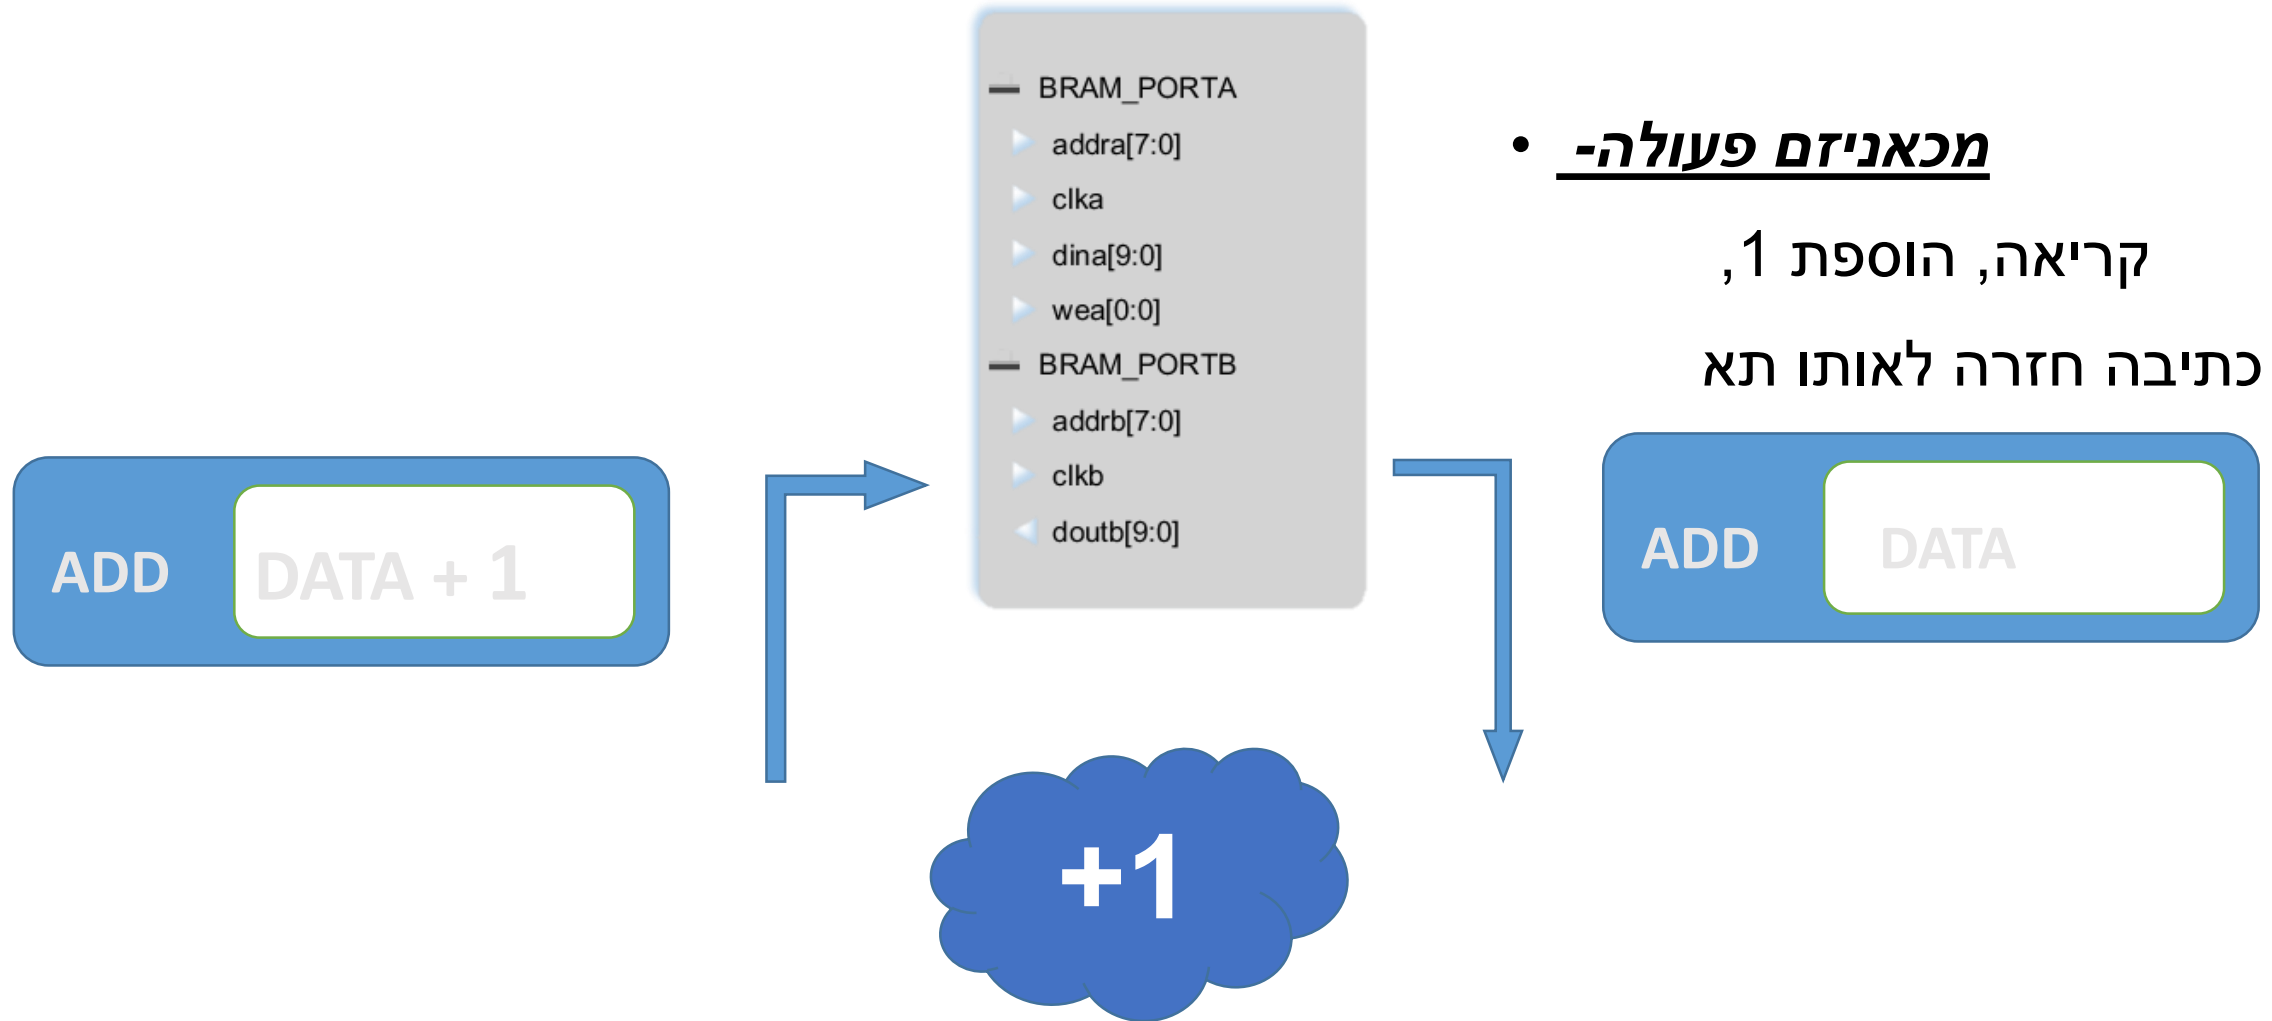 BRAM_PORTA
addra[7:0]
clka
dina[9:0]
wea[0:0]
BRAM_PORTB
addrb[7:0]
clkb
doutb[9:0]
• מכאניזם פעולה-
קריאה, הוספת 1,
כתיבה חזרה לאותו תא
ADD DATA + 1
ADD DATA
+1